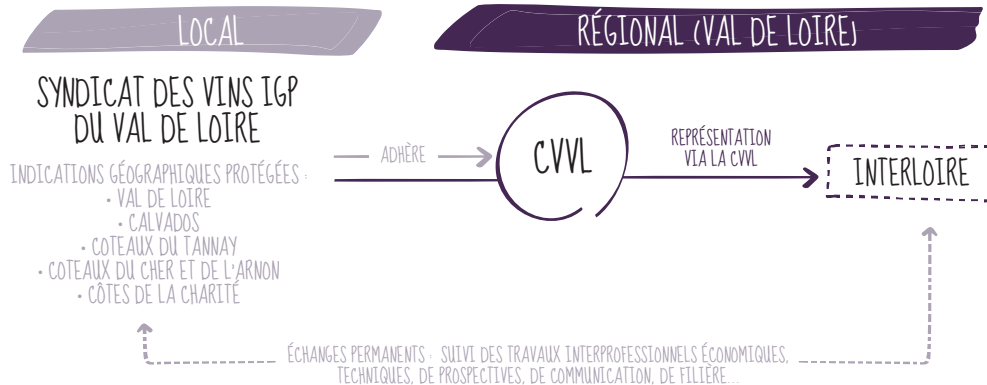 LOCAL
RÉGIONAL (VAL DE LOIRE)
SYNDICAT DES VINS IGP
DU VAL DE LOIRE
INDICATIONS GÉOGRAPHIQUES PROTÉGÉES :
• VAL DE LOIRE
• CALVADOS
• COTEAUX DU TANNAY
• COTEAUX DU CHER ET DE L'ARNON
• CÔTES DE LA CHARITÉ
ADHÈRE
CVVL
REPRÉSENTATION
VIA LA CVVL
INTERLOIRE
ÉCHANGES PERMANENTS : SUIVI DES TRAVAUX INTERPROFESSIONNELS ÉCONOMIQUES,
TECHNIQUES, DE PROSPECTIVES, DE COMMUNICATION, DE FILIÈRE...